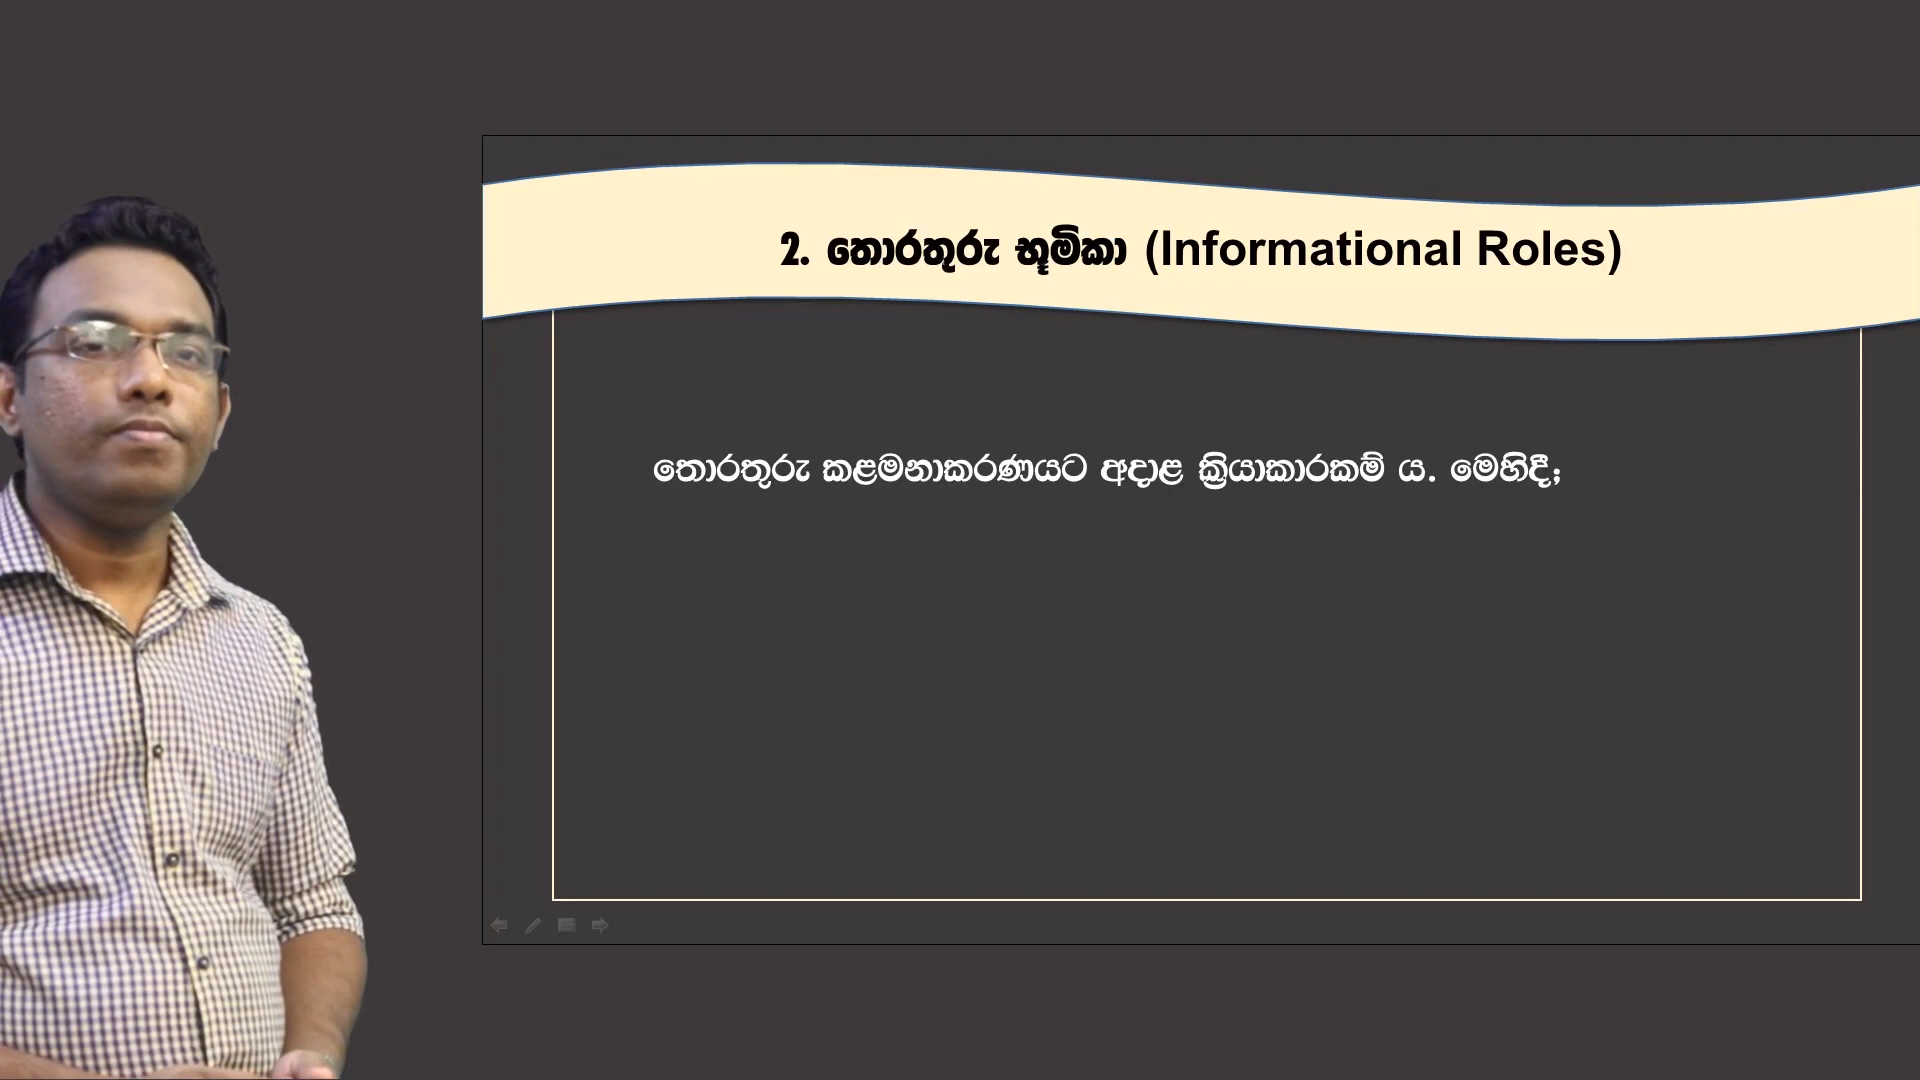 2. තොරතුරු භූමිකා (Informational Roles)
තොරතුරු කළමනාකරණයට අදාළ ක්‍රියාකාරකම් ය. මෙහිදී;